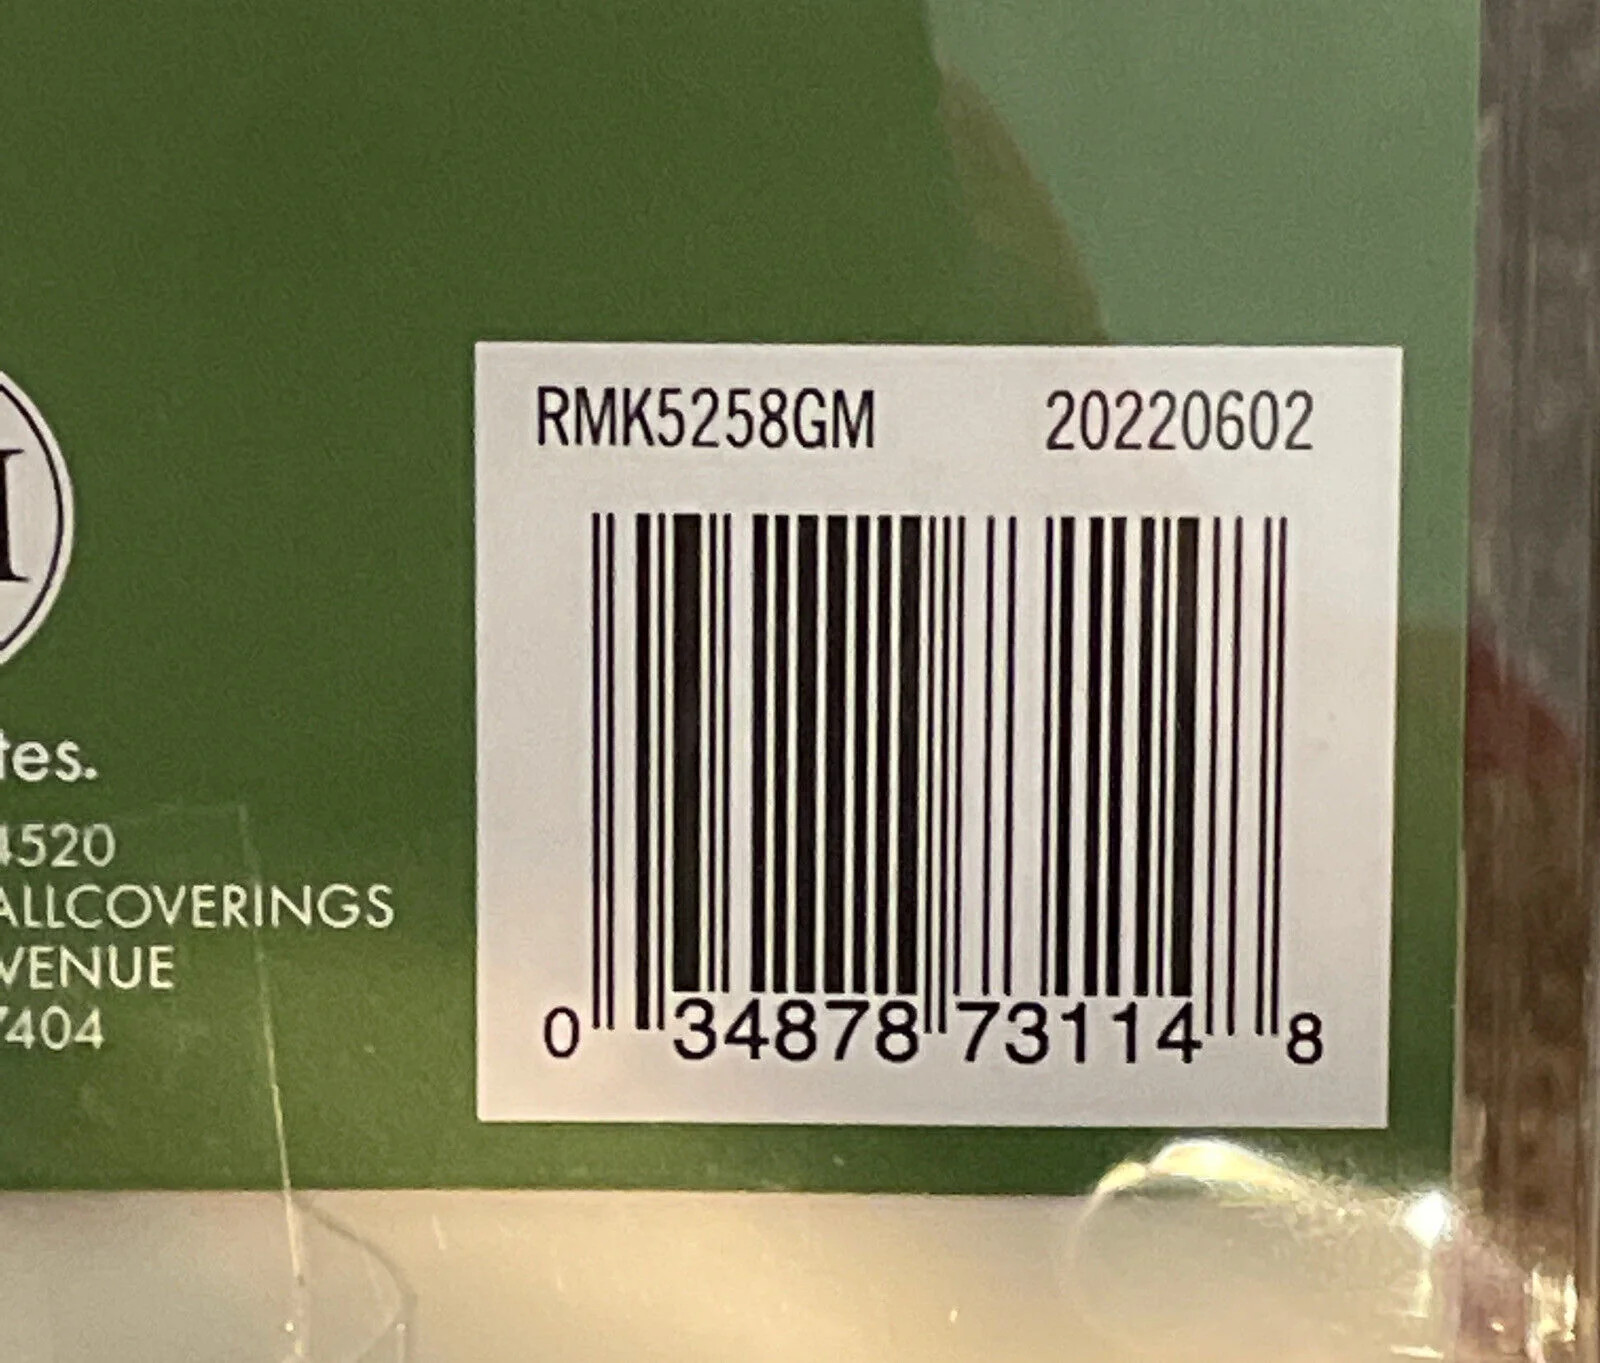 RMK5258GM 20220602
tes.
4520
ALLCOVERINGS
VENUE
7404
0 34878 73114 8